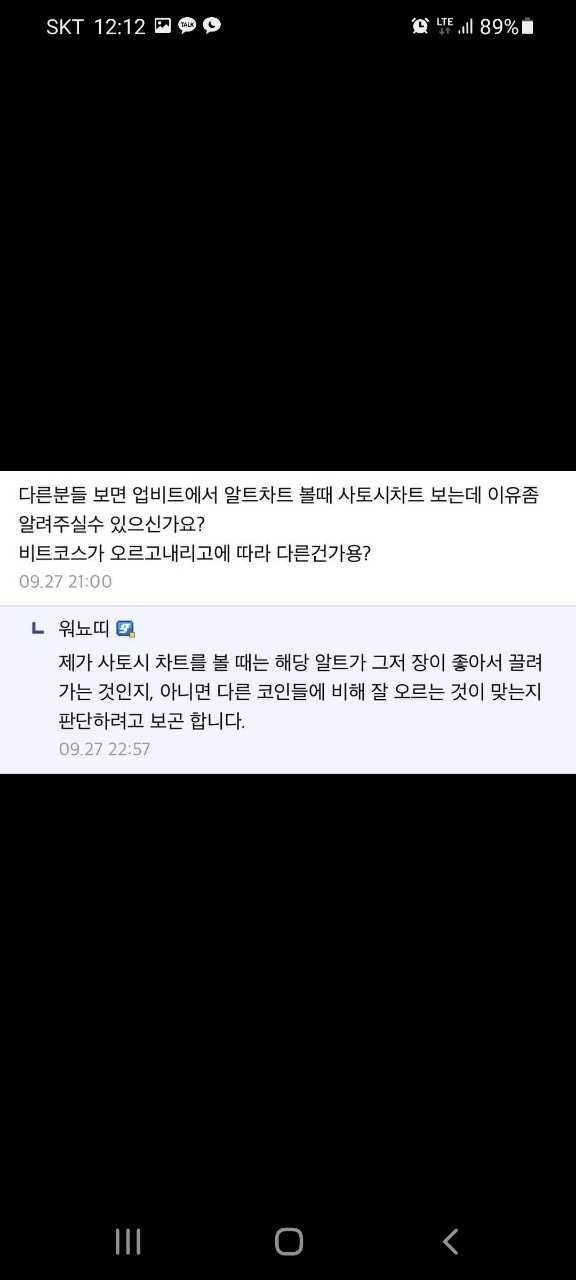 SKT 12:12 TALK LTE 89%
다른분들 보면 업비트에서 알트차트 볼때 사토시차트 보는데 이유좀
알려주실수 있으신가요?
비트코스가 오르고내리고에 따라 다른건가용?
09.27 21:00
ㄴ 워뇨띠
제가 사토시 차트를 볼 때는 해당 알트가 그저 장이 좋아서 끌려
가는 것인지, 아니면 다른 코인들에 비해 잘 오르는 것이 맞는지
판단하려고 보곤 합니다.
09.27 22:57